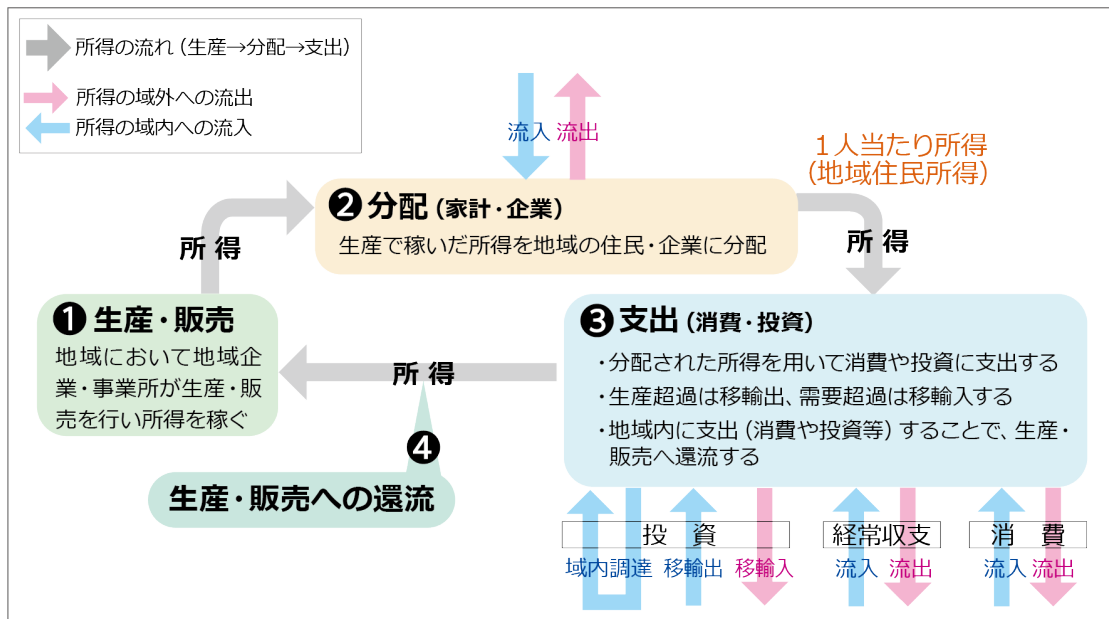 所得の流れ（生産→分配→支出）
所得の域外への流出
所得の域内への流入
流入 流出
1人当たり所得
（地域住民所得）
❷分配（家計・企業）
生産で稼いだ所得を地域の住民・企業に分配
所得
所得
❶生産・販売
地域において地域企
業・事業所が生産・販
売を行い所得を稼ぐ
❸支出（消費・投資）
・分配された所得を用いて消費や投資に支出する
・生産超過は移輸出、需要超過は移輸入する
・地域内に支出（消費や投資等）することで、生産・
販売へ還流する
所得
❹
生産・販売への還流
投資 経常収支 消費
域内調達 移輸出 移輸入 流入 流出 流入 流出